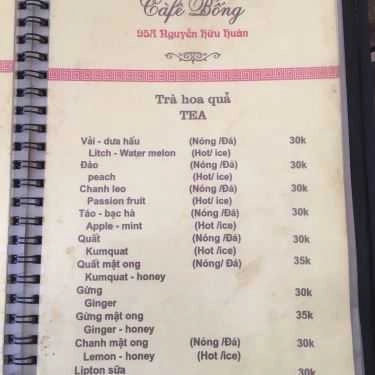 Càfê Bống
95A Nguyễn Hữu Huân
Trà hoa quả
TEA
Vải - dưa hấu (Nóng /Đá) 30k
Litch - Water melon (Hot/ ice)
Đào (Nóng /Đá) 30k
peach (Hot/ ice)
Chanh leo (Nóng /Đá) 30k
Passion fruit (Hot/ ice)
Táo - bạc hà (Nóng /Đá) 30k
Apple - mint (Hot /ice)
Quất (Nóng /Đá) 30k
Kumquat (Hot /ice)
Quất mật ong (Nóng/ Đá) 35k
Kumquat - honey
Gừng 30k
Ginger
Gừng mật ong 35k
Ginger - honey
Chanh mật ong (Nóng /Đá) 30k
Lemon - honey (Hot /ice)
Lipton sữa 30k